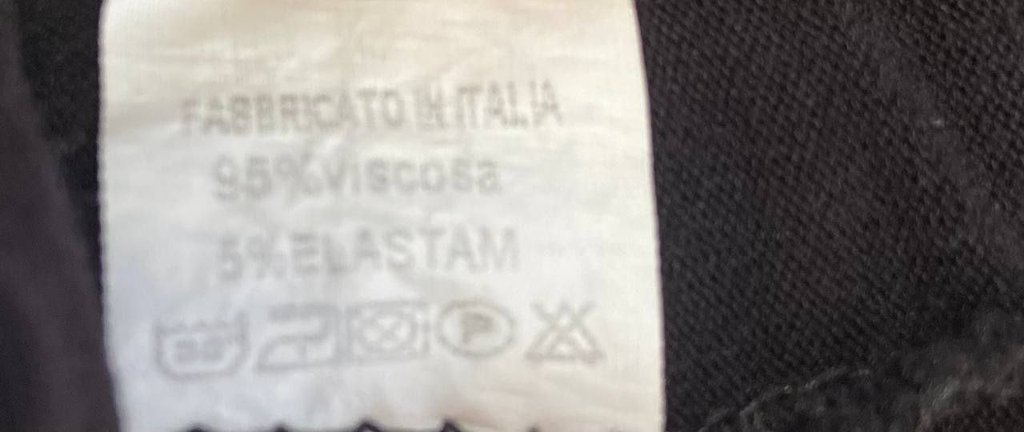 FABBRICATO IN ITALIA
95%viscosa
5%ELASTAM
P